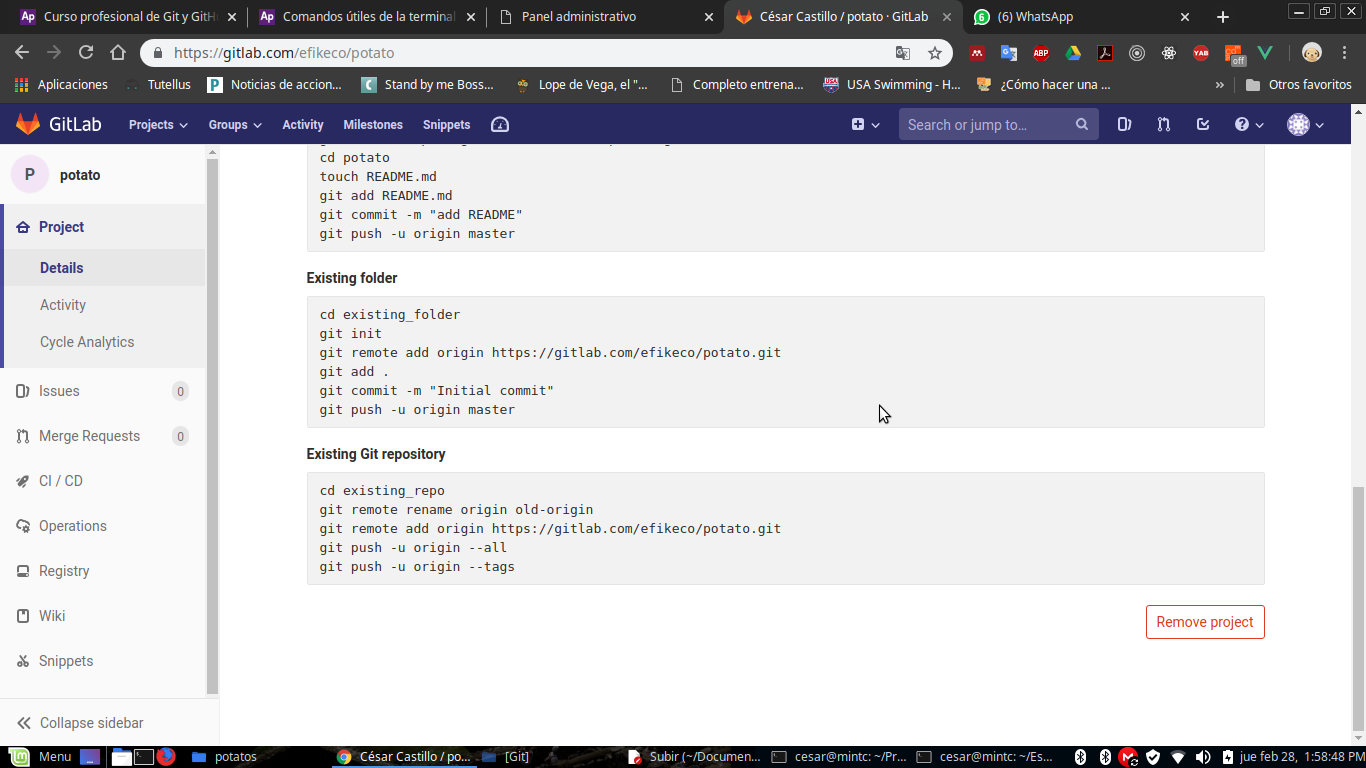 Curso profesional de Git y GitH
Comandos útiles de la terminal
Panel administrativo
César Castillo / potato · GitLab
(6) WhatsApp
https://gitlab.com/efikeco/potato
ABP
YAB
off
Aplicaciones
Tutellus
Noticias de accion...
Stand by me Boss...
Lope de Vega, el "...
Completo entrena...
USA Swimming - H...
¿Cómo hacer una ...
»
Otros favoritos
GitLab
Projects
Groups
Activity
Milestones
Snippets
Search or jump to…
P
potato
Project
Details
Activity
Cycle Analytics
Issues
0
Merge Requests
0
CI / CD
Operations
Registry
Wiki
Snippets
Collapse sidebar
cd potato
touch README.md
git add README.md
git commit -m "add README"
git push -u origin master
Existing folder
cd existing_folder
git init
git remote add origin https://gitlab.com/efikeco/potato.git
git add .
git commit -m "Initial commit"
git push -u origin master
Existing Git repository
cd existing_repo
git remote rename origin old-origin
git remote add origin https://gitlab.com/efikeco/potato.git
git push -u origin --all
git push -u origin --tags
Remove project
Menu
potatos
César Castillo / po...
[Git]
Subir (~/Documen...
cesar@mintc: ~/Pr...
cesar@mintc: ~/Es...
jue feb 28, 1:58:48 PM